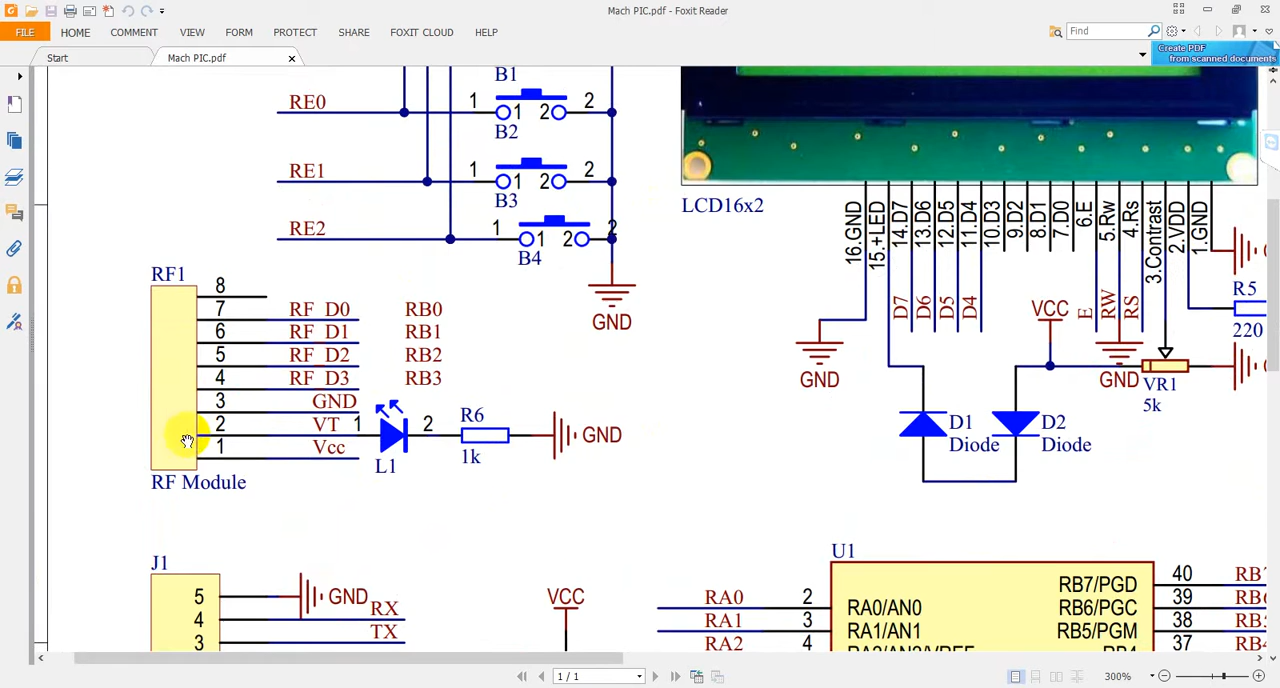 Mach PIC.pdf - Foxit Reader
FILE HOME COMMENT VIEW FORM PROTECT SHARE FOXIT CLOUD HELP
Find
Start
Mach PIC.pdf
Create PDF
from scanned documents
B1
RE0
1
1
2
2
B2
RE1
1
1
2
2
B3
RE2
1
1
2
2
B4
GND
RF1
8
7
RF D0
RB0
6
RF D1
RB1
5
RF D2
RB2
4
RF D3
RB3
3
GND
2
VT
1
2
1
Vcc
L1
R6
1k
GND
RF Module
LCD16x2
16.GND
15.+LED
14.D7
13.D6
12.D5
11.D4
10.D3
9.D2
8.D1
7.D0
6.E
5.Rw
4.Rs
3.Contrast
2.VDD
1.GND
D7
D6
D5
D4
E
RW
RS
VCC
GND
GND
R5
220
VR1
5k
D1
Diode
D2
Diode
J1
5
GND
4
RX
3
TX
VCC
U1
RA0
2
RA0/AN0
RA1
3
RA1/AN1
RA2
4
RB7/PGD
40
RB6/PGC
39
RB5/PGM
38
37
1 / 1
300%